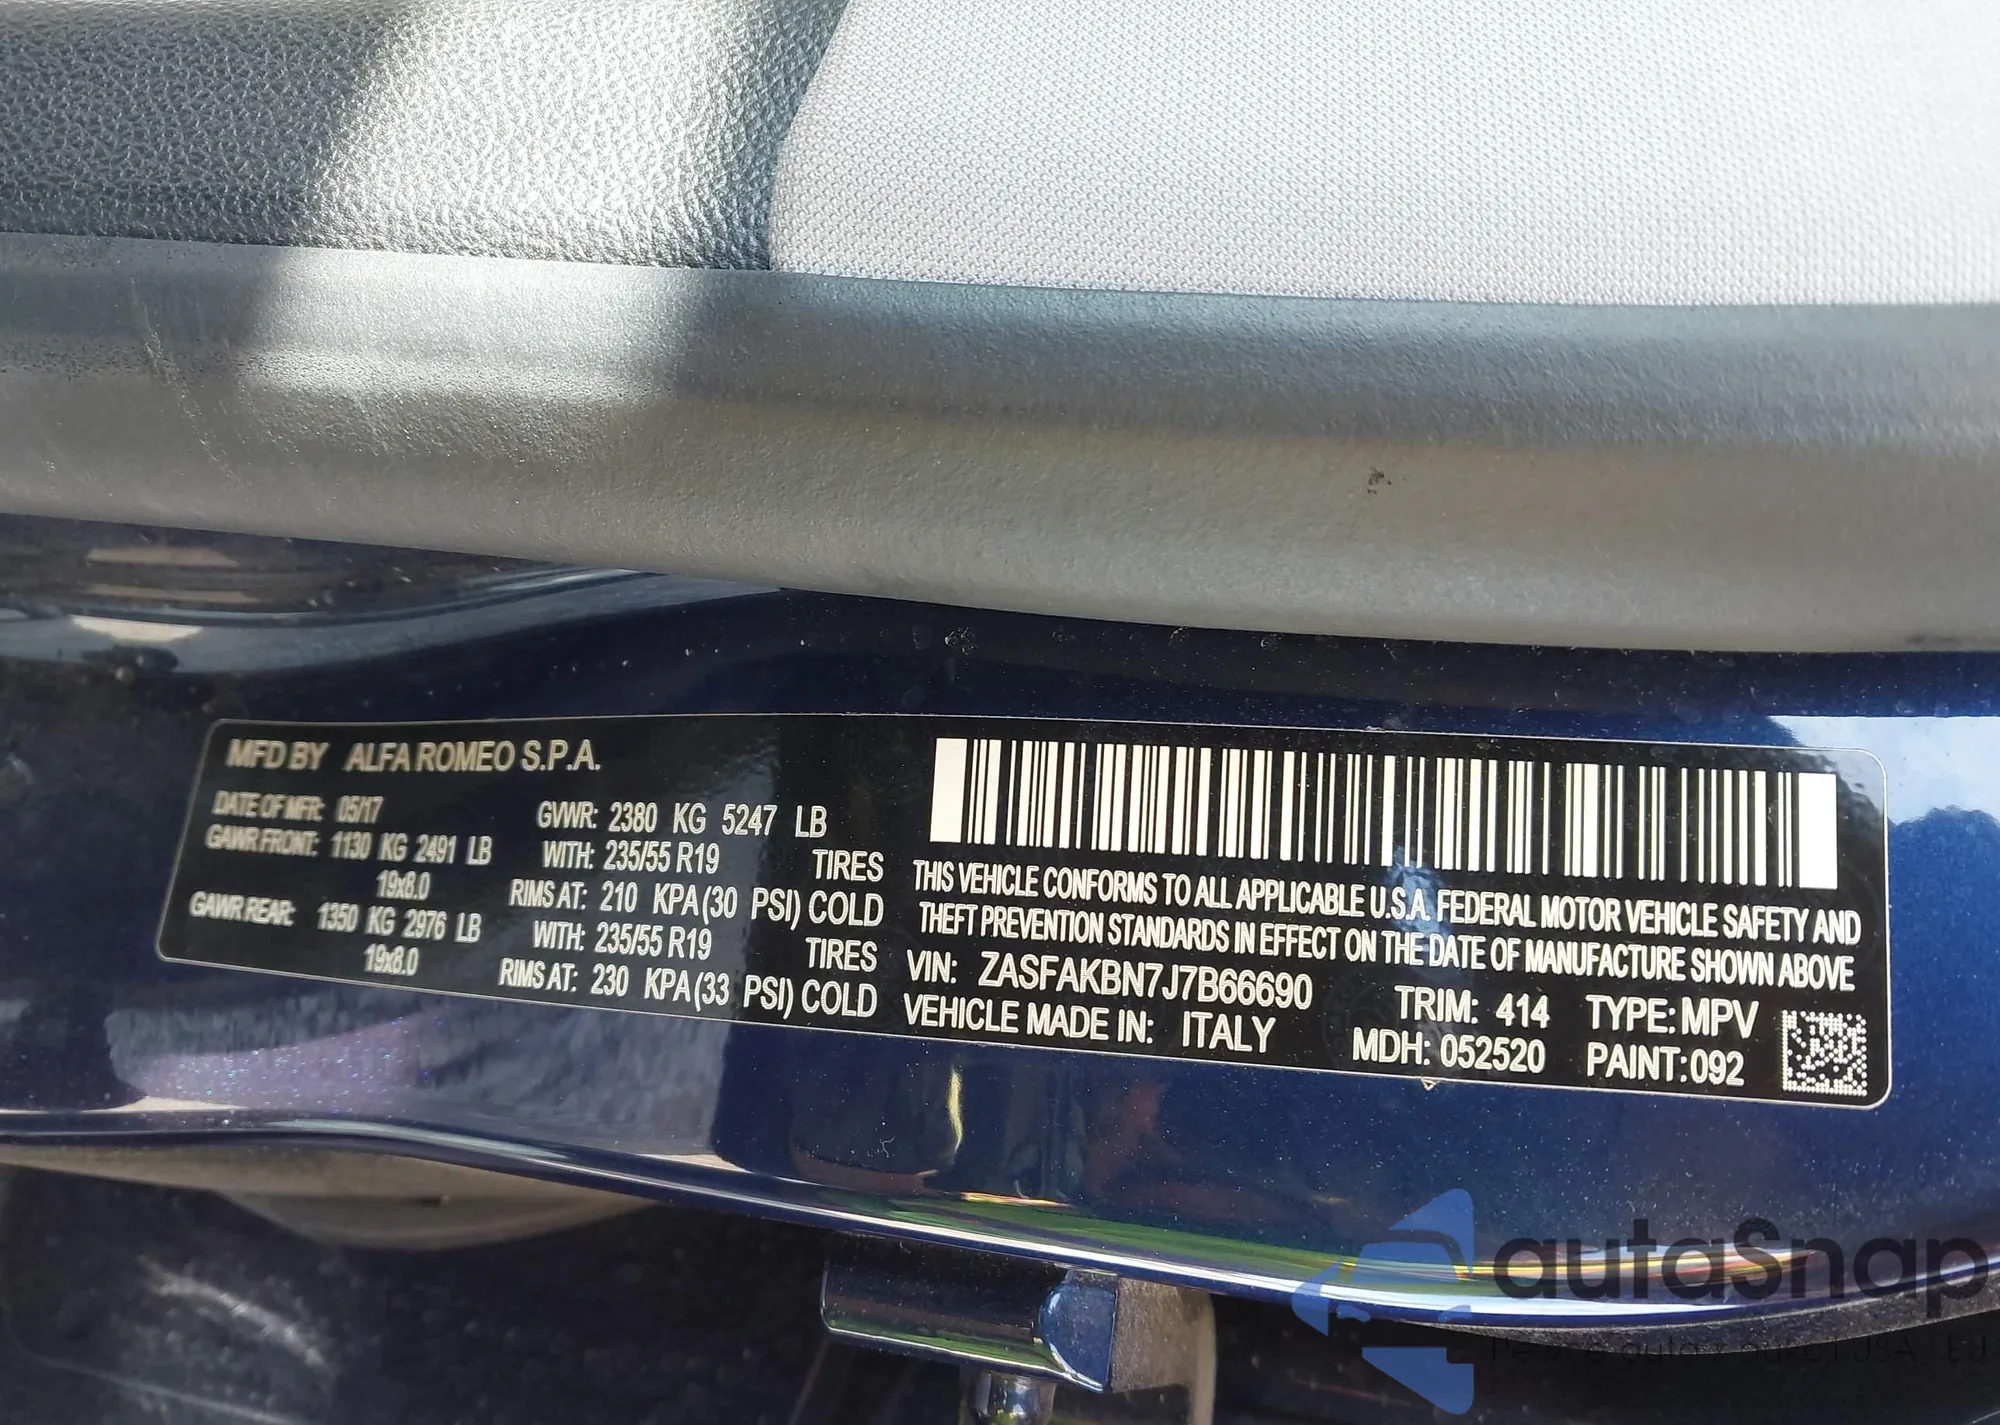 MFD BY ALFA ROMEO S.P.A.
DATE OF MFR: 05/17 GVWR: 2380 KG 5247 LB
GAWR FRONT: 1130 KG 2491 LB WITH: 235/55 R19 TIRES
19x8.0 RIMS AT: 210 KPA(30 PSI) COLD
GAWR REAR: 1350 KG 2976 LB WITH: 235/55 R19 TIRES
19x8.0 RIMS AT: 230 KPA(33 PSI) COLD
THIS VEHICLE CONFORMS TO ALL APPLICABLE U.S.A. FEDERAL MOTOR VEHICLE SAFETY AND
THEFT PREVENTION STANDARDS IN EFFECT ON THE DATE OF MANUFACTURE SHOWN ABOVE
VIN: ZASFAKBN7J7B66690 TRIM: 414 TYPE: MPV
VEHICLE MADE IN: ITALY MDH: 052520 PAINT: 092
autaSnap
auto